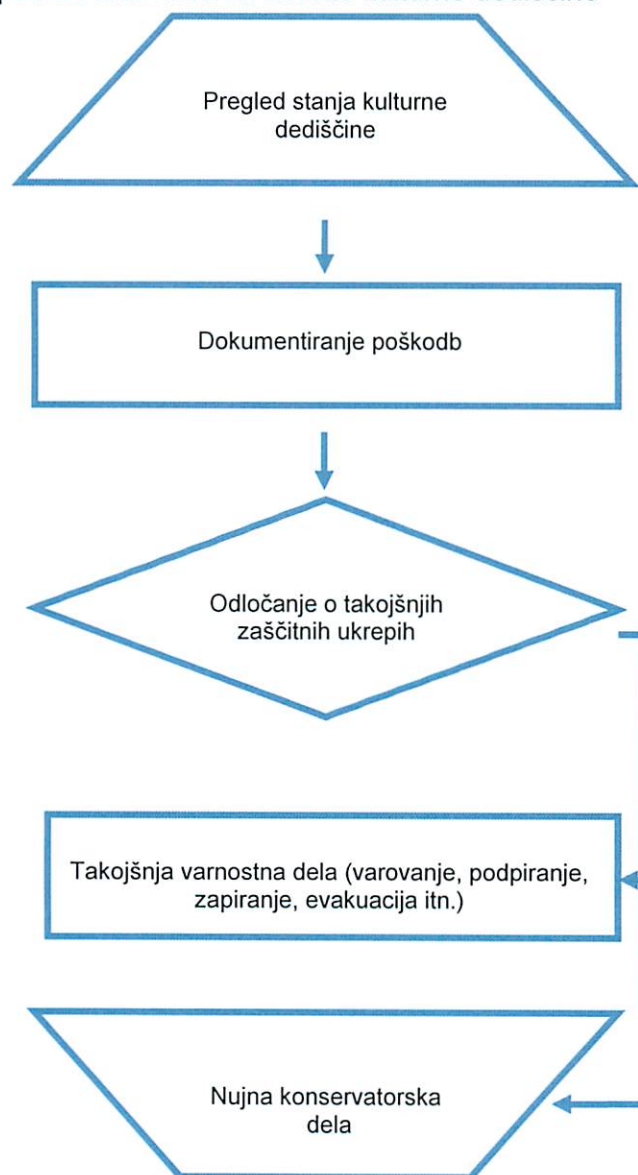 Pregled stanja kulturne
dediščine
Dokumentiranje poškodb
Odločanje o takojšnjih
zaščitnih ukrepih
Takojšnja varnostna dela (varovanje, podpiranje,
zapiranje, evakuacija itn.)
Nujna konservatorska
dela